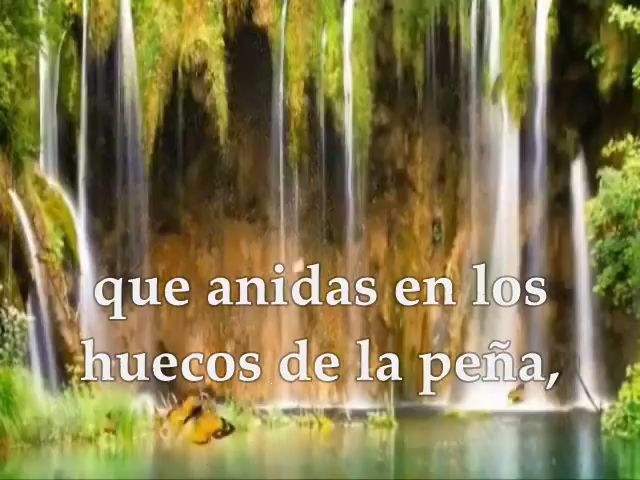 que anidas en los
huecos de la peña,